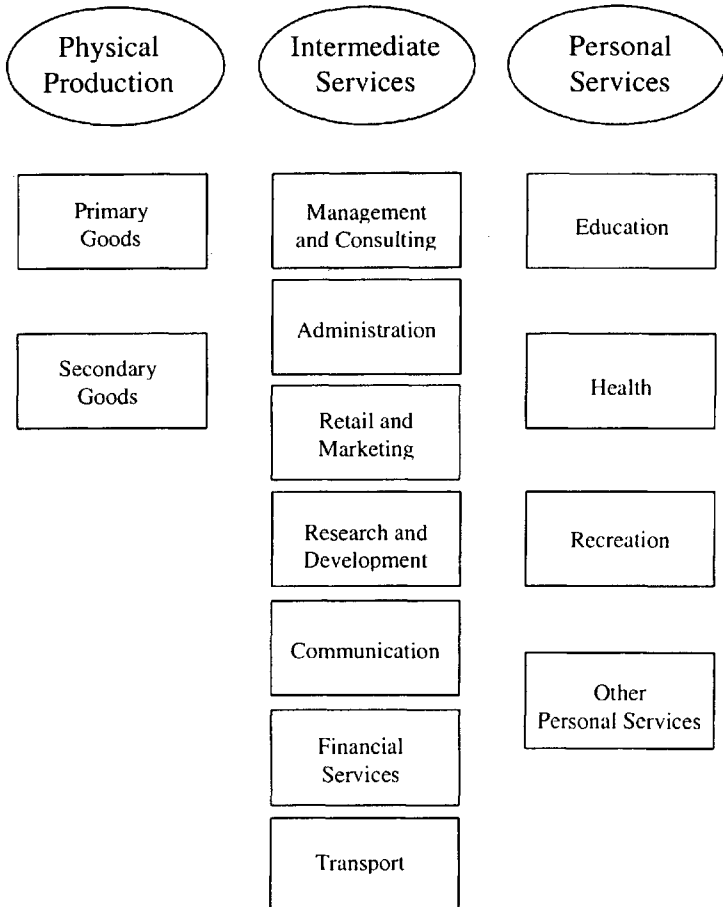 Physical
Production
Intermediate
Services
Personal
Services
Primary
Goods
Secondary
Goods
Management
and Consulting
Administration
Retail and
Marketing
Research and
Development
Communication
Financial
Services
Transport
Education
Health
Recreation
Other
Personal Services